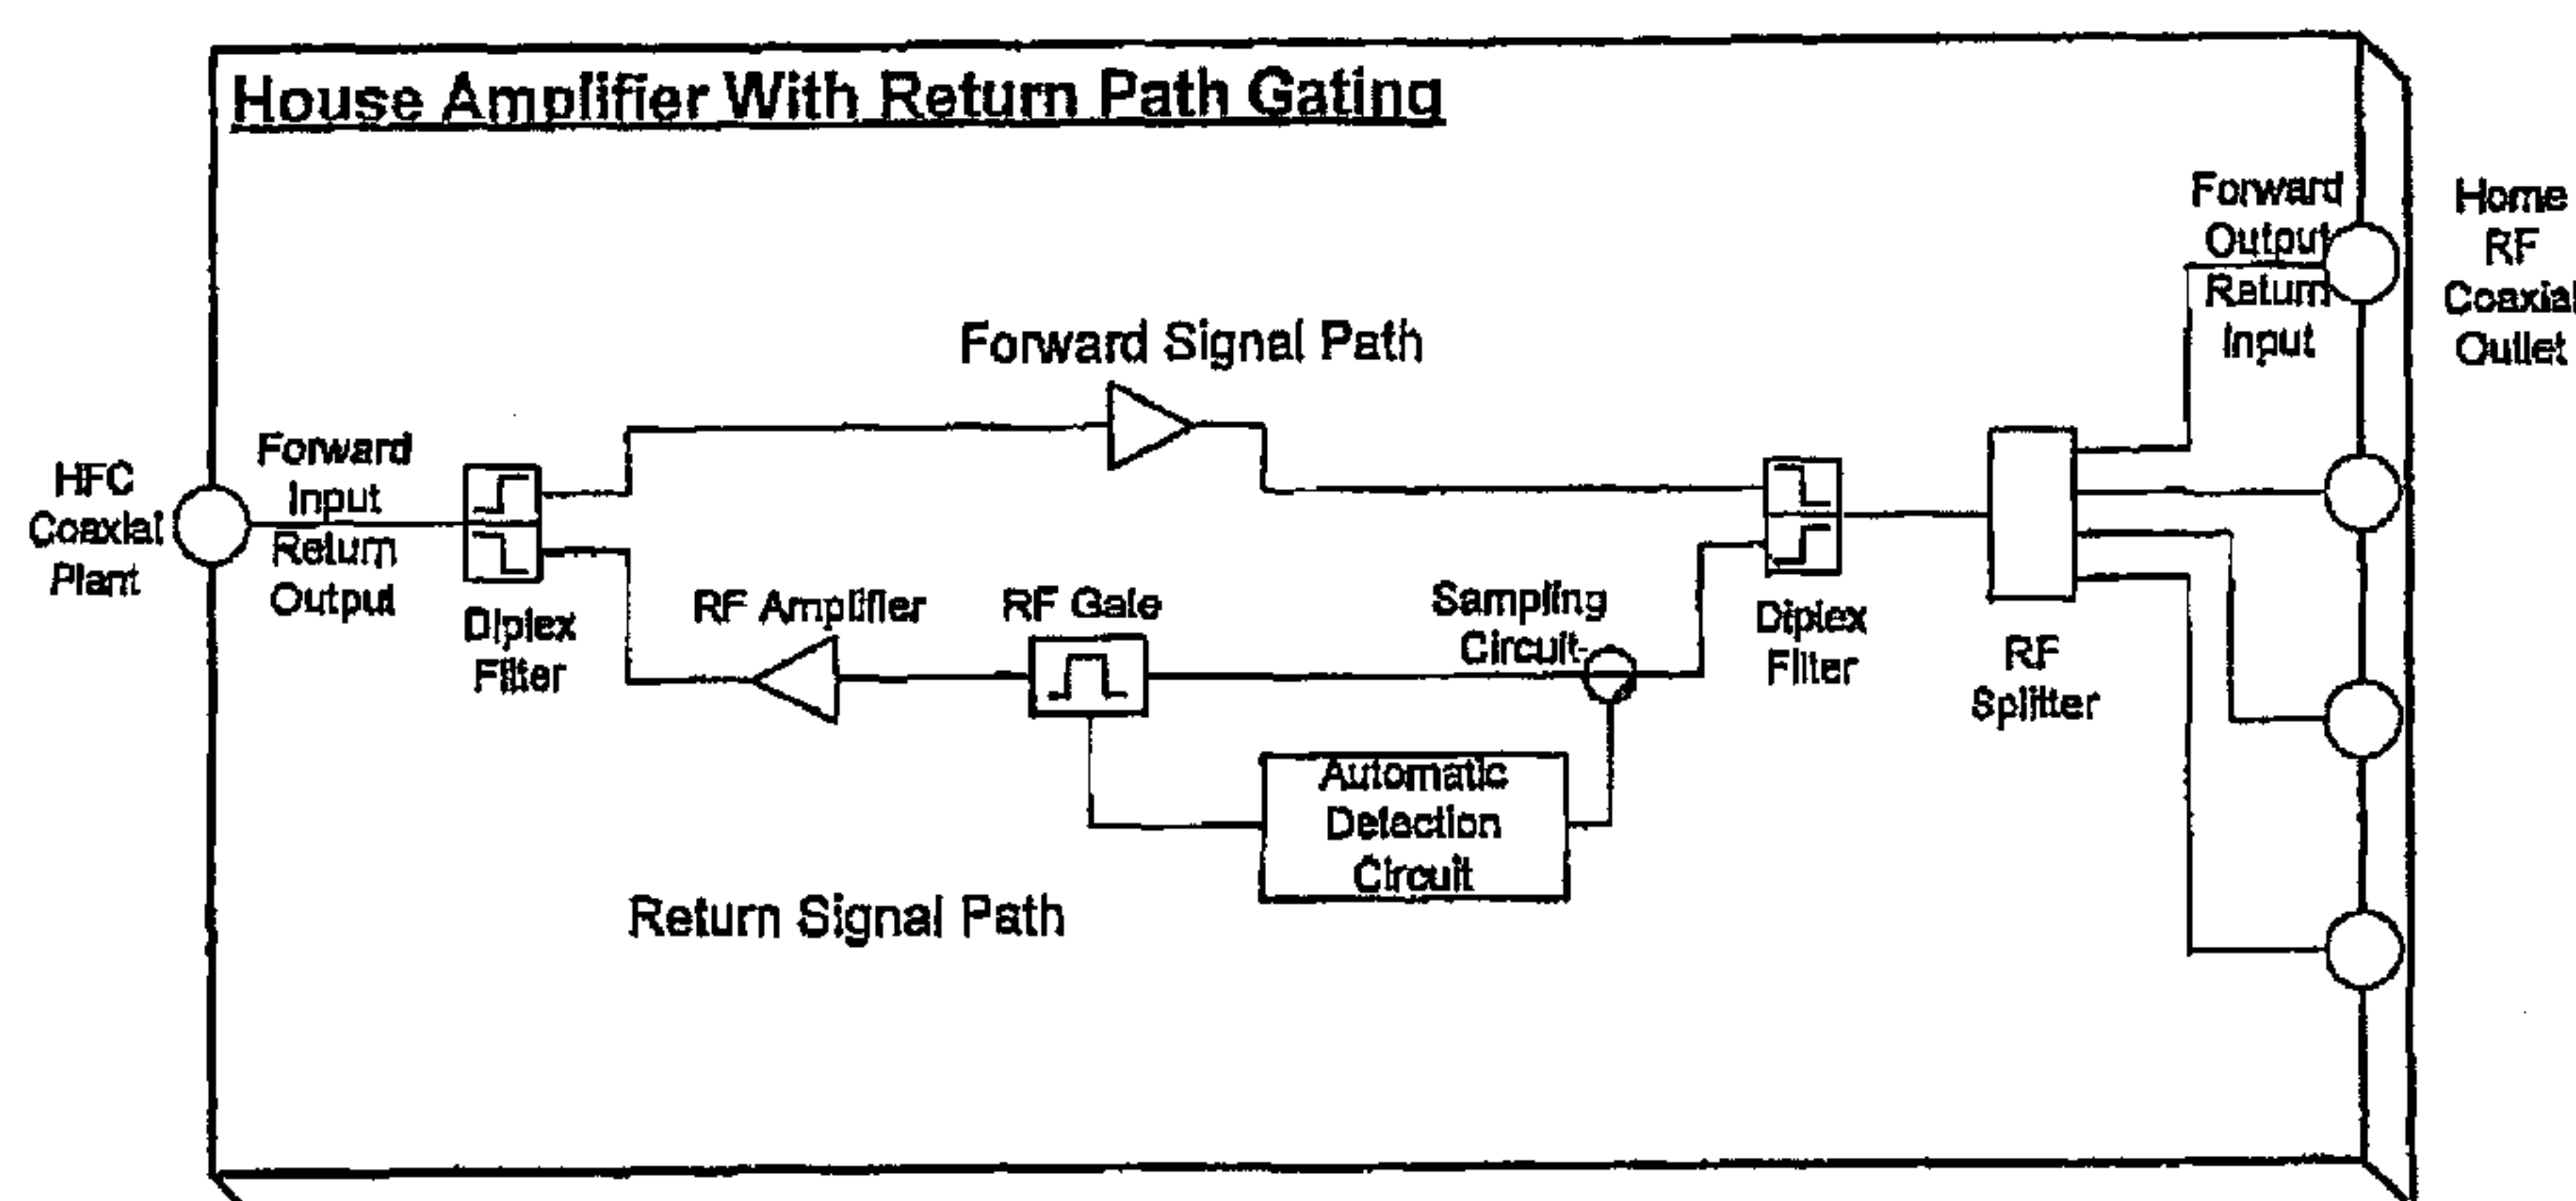 House Amplifier With Return Path Gating
Forward
Output
Return
Input
Home
RF
Coaxial
Outlet
Forward Signal Path
HFC
Coaxial
Plant
Forward
Input
Return
Output
Diplex
Filter
RF Amplifier
RF Gate
Sampling
Circuit
Diplex
Filter
RF
Splitter
Automatic
Detection
Circuit
Return Signal Path